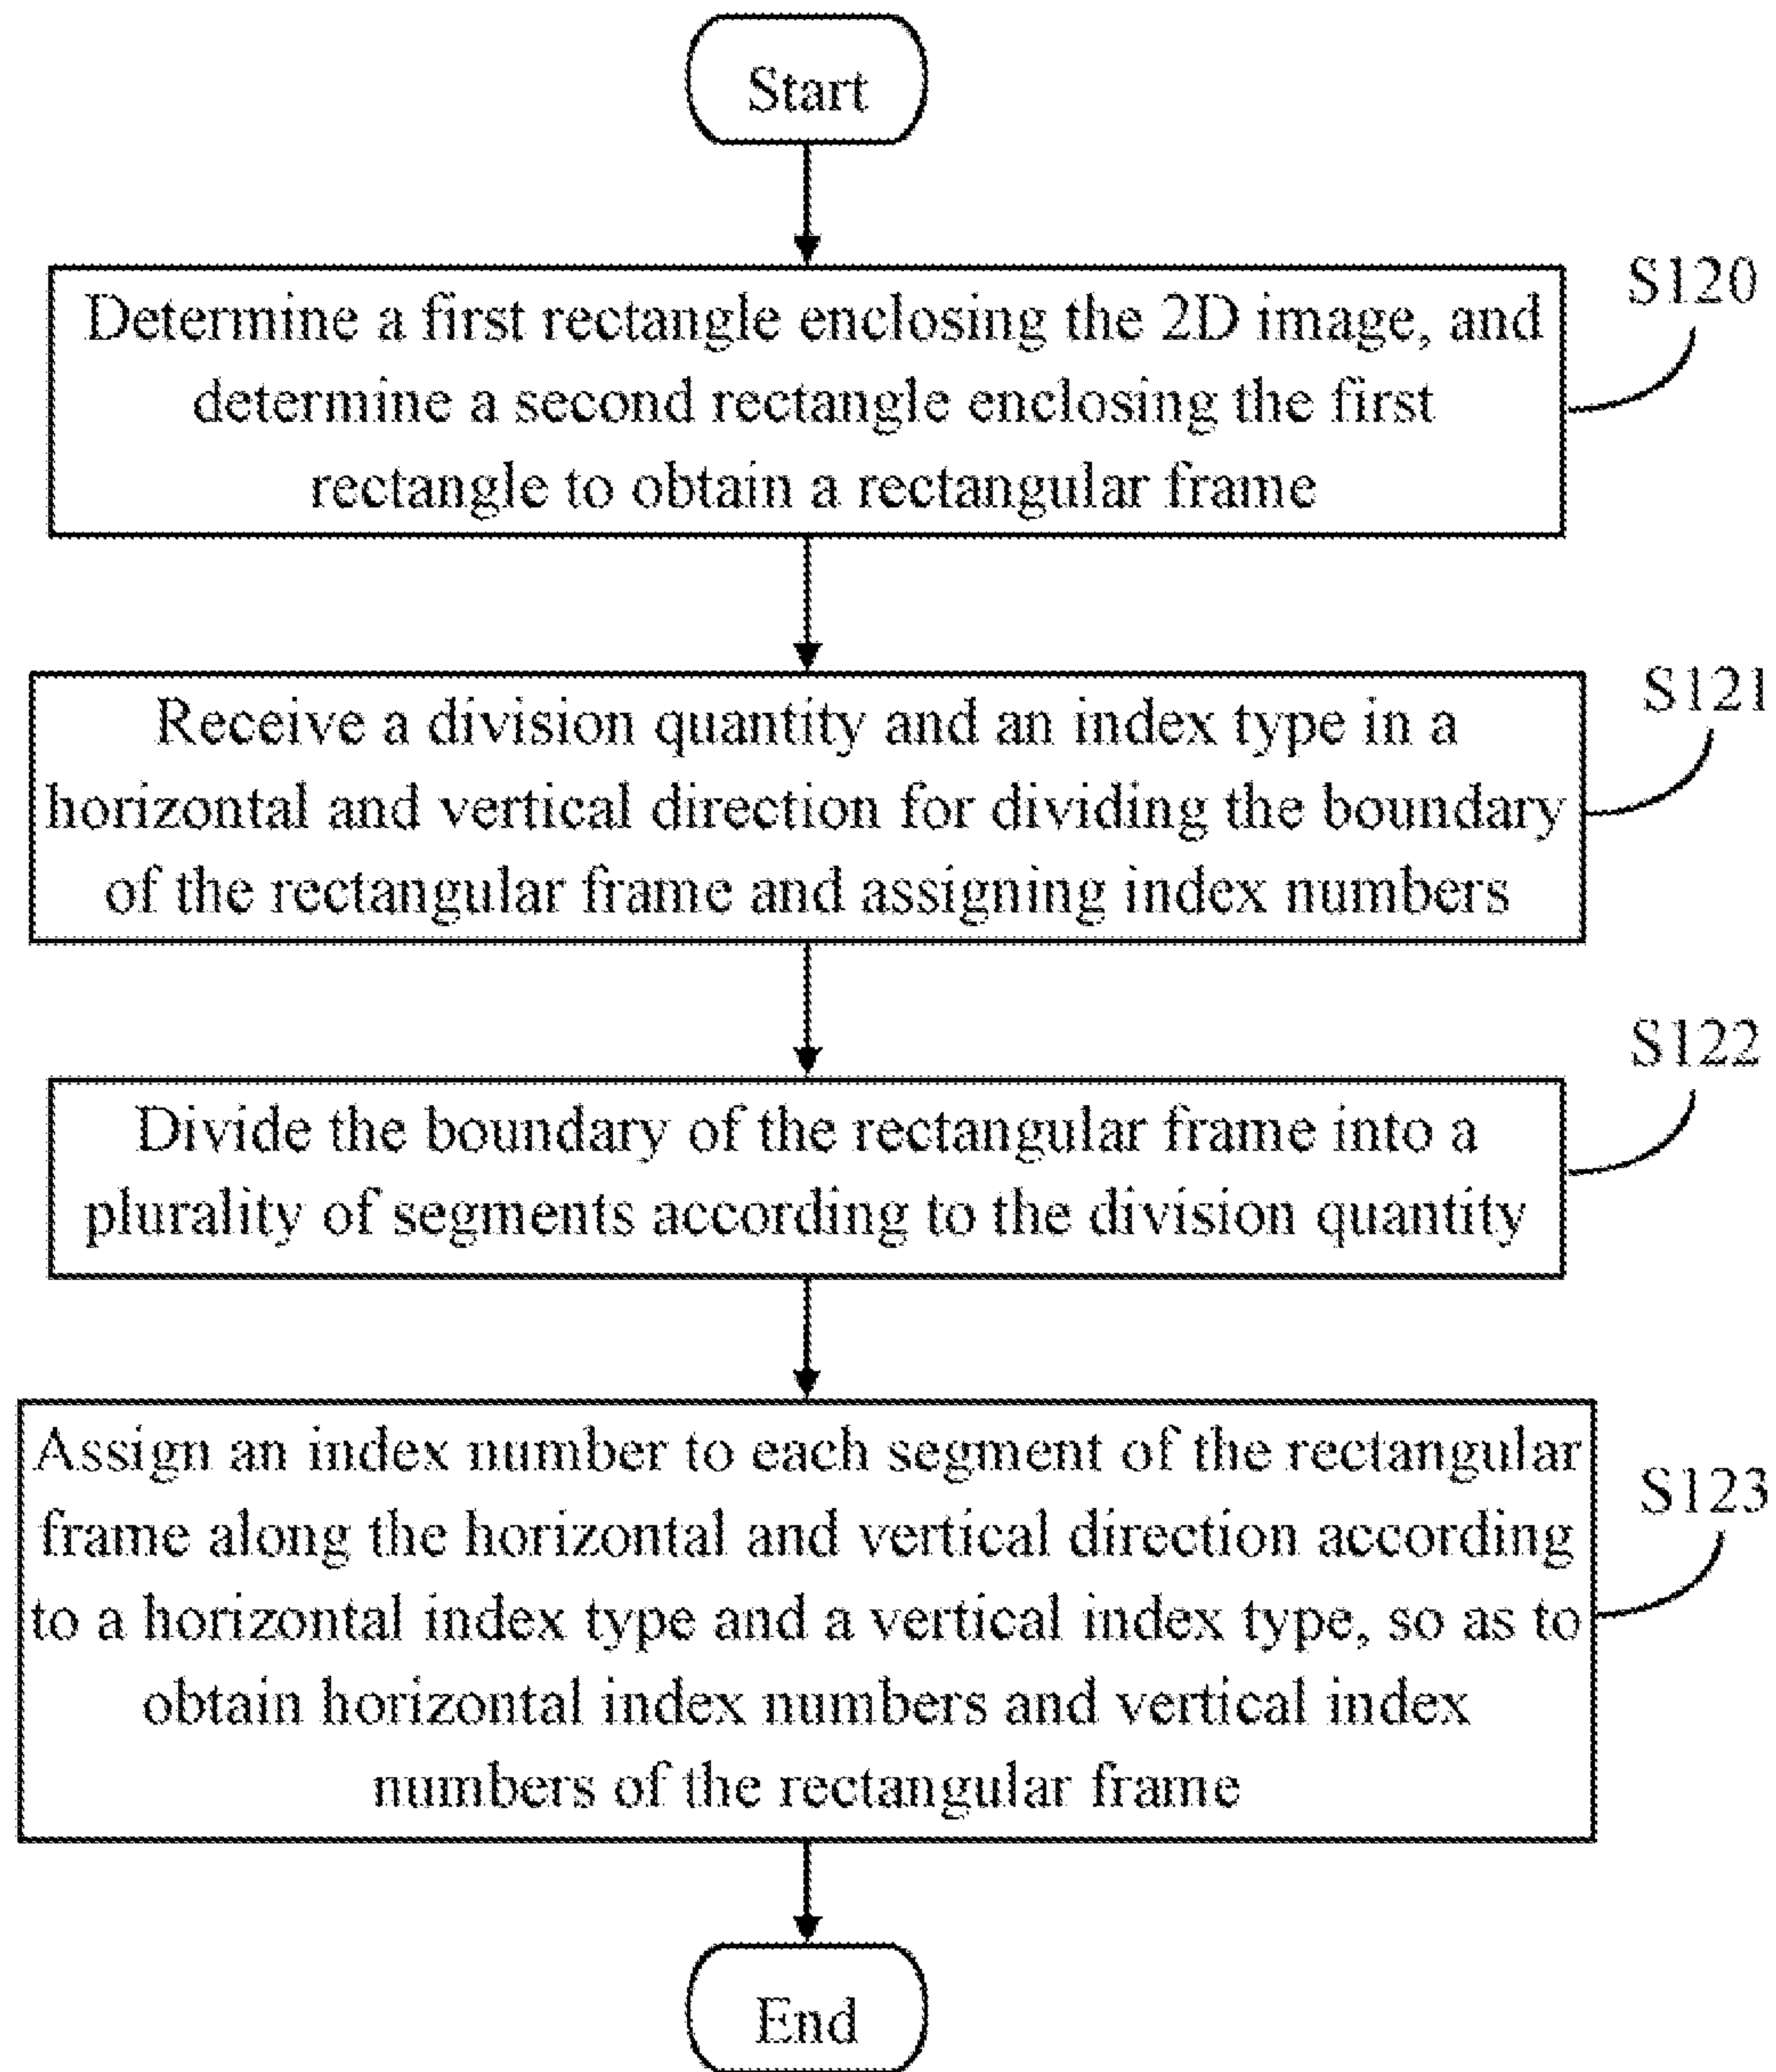 Start
S120
Determine a first rectangle enclosing the 2D image, and
determine a second rectangle enclosing the first
rectangle to obtain a rectangular frame
S121
Receive a division quantity and an index type in a
horizontal and vertical direction for dividing the boundary
of the rectangular frame and assigning index numbers
S122
Divide the boundary of the rectangular frame into a
plurality of segments according to the division quantity
Assign an index number to each segment of the rectangular
S123
frame along the horizontal and vertical direction according
to a horizontal index type and a vertical index type, so as to
obtain horizontal index numbers and vertical index
numbers of the rectangular frame
End